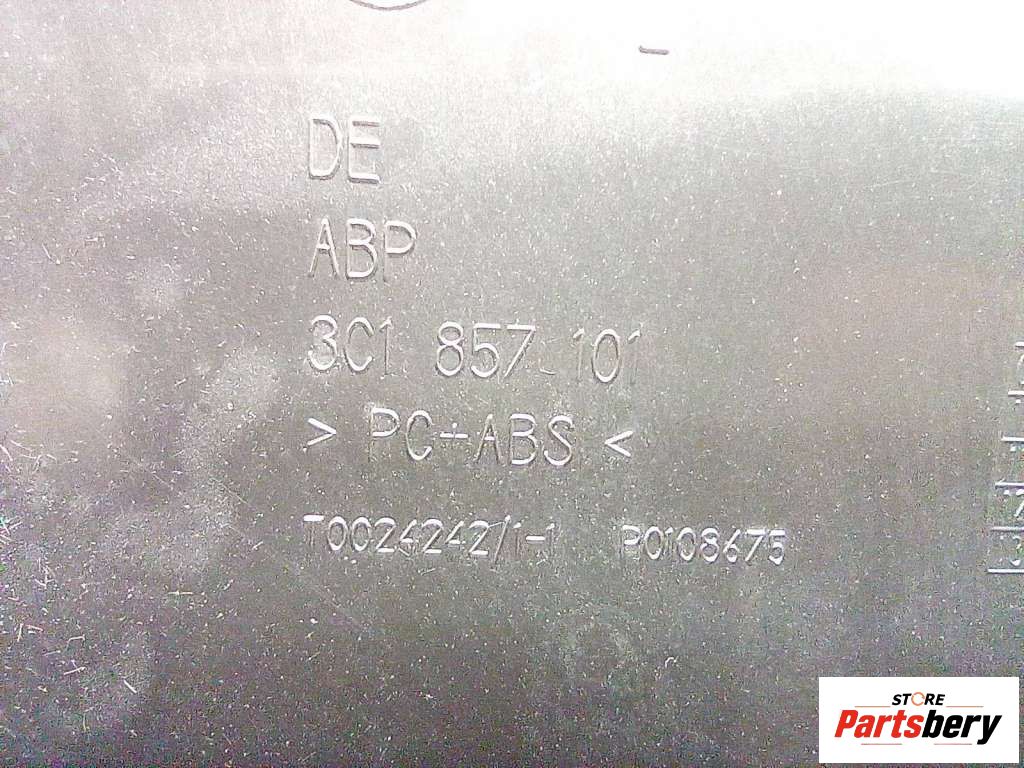 DE
ABP
3C1 857 101
> PC+ABS <
T0024242/1-1 P0108675
STORE
Partsbery